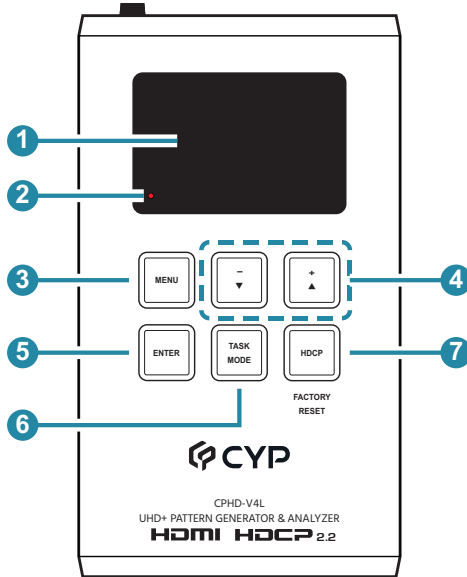 1
2
3
MENU
−
▼
+
▲
4
5
ENTER
TASK
MODE
HDCP
7
6
FACTORY
RESET
CYP
CPHD-V4L
UHD+ PATTERN GENERATOR & ANALYZER
HDMI HDCP 2.2